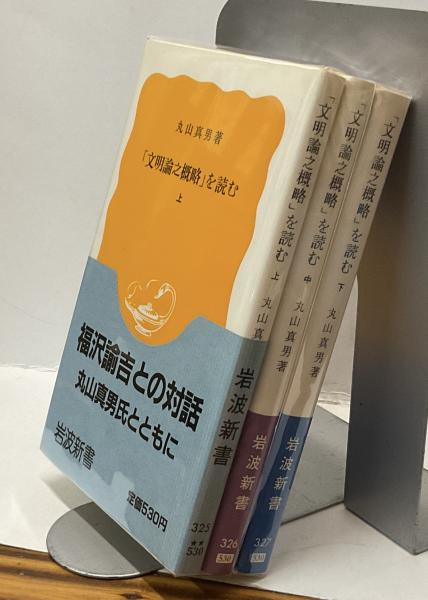 丸山真男著
「文明論之概略」を読む
上
福沢諭吉との対話
丸山真男氏とともに
岩波新書
定価530円
「文明論之概略」を読む 上 丸山真
岩波新書
325
★★
530
「文明論之概略」を読む 中 丸山真男著
岩波新書
326
530
「文明論之概略」を読む 下 丸山真男著
岩波新書
327
530